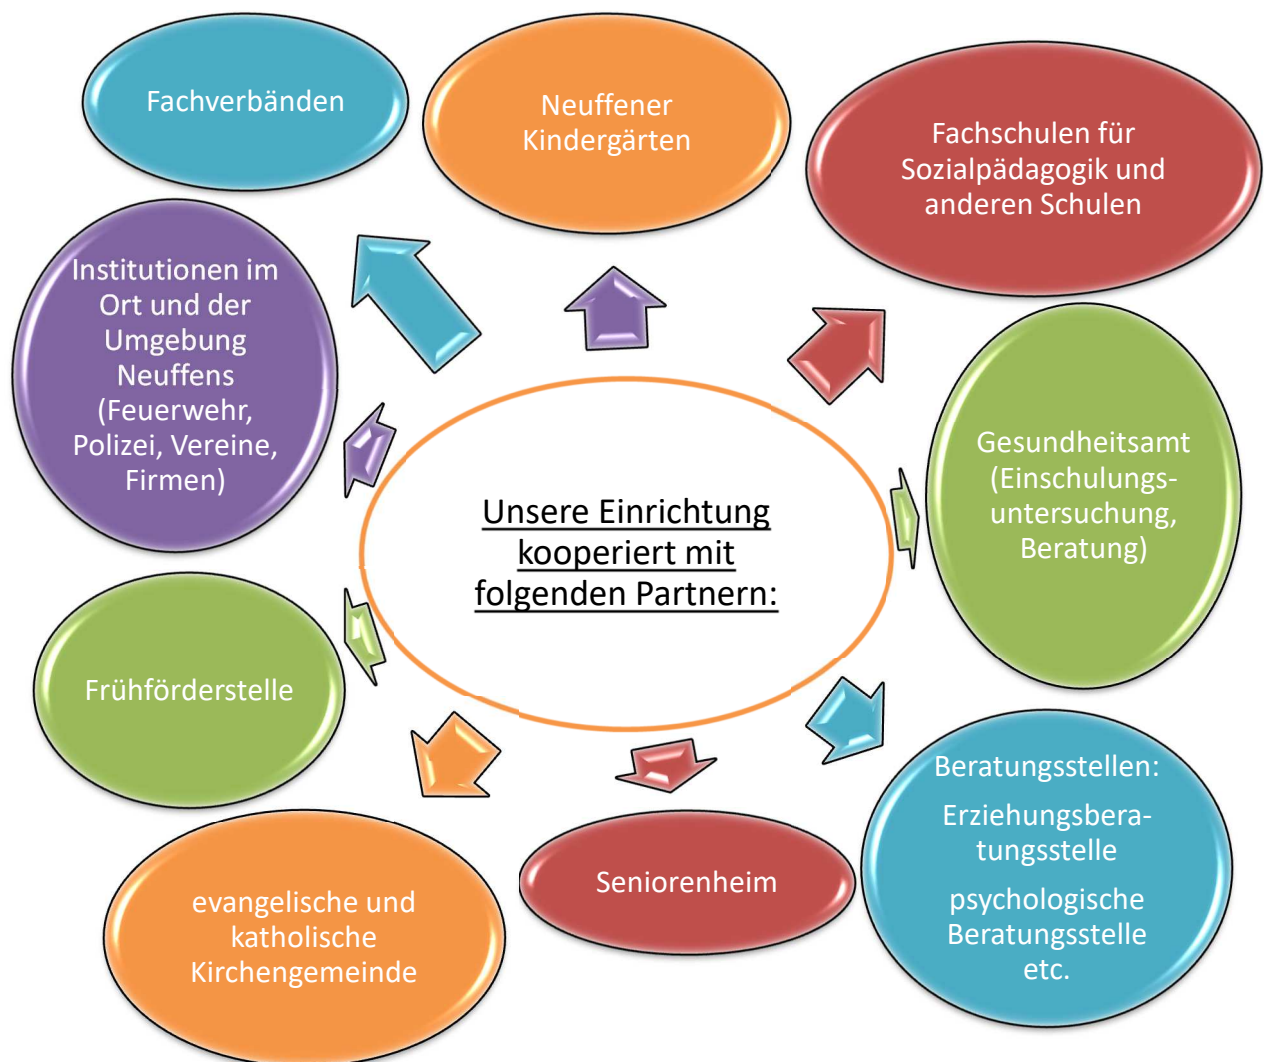 Fachverbänden
Neuffener
Kindergärten
Fachschulen für
Sozialpädagogik und
anderen Schulen
Institutionen im
Ort und der
Umgebung
Neuffens
(Feuerwehr,
Polizei, Vereine,
Firmen)
Gesundheitsamt
(Einschulungs-
untersuchung,
Beratung)
Unsere Einrichtung
kooperiert mit
folgenden Partnern:
Frühförderstelle
Beratungsstellen:
Erziehungsbera-
tungsstelle
psychologische
Beratungsstelle
etc.
Seniorenheim
evangelische und
katholische
Kirchengemeinde